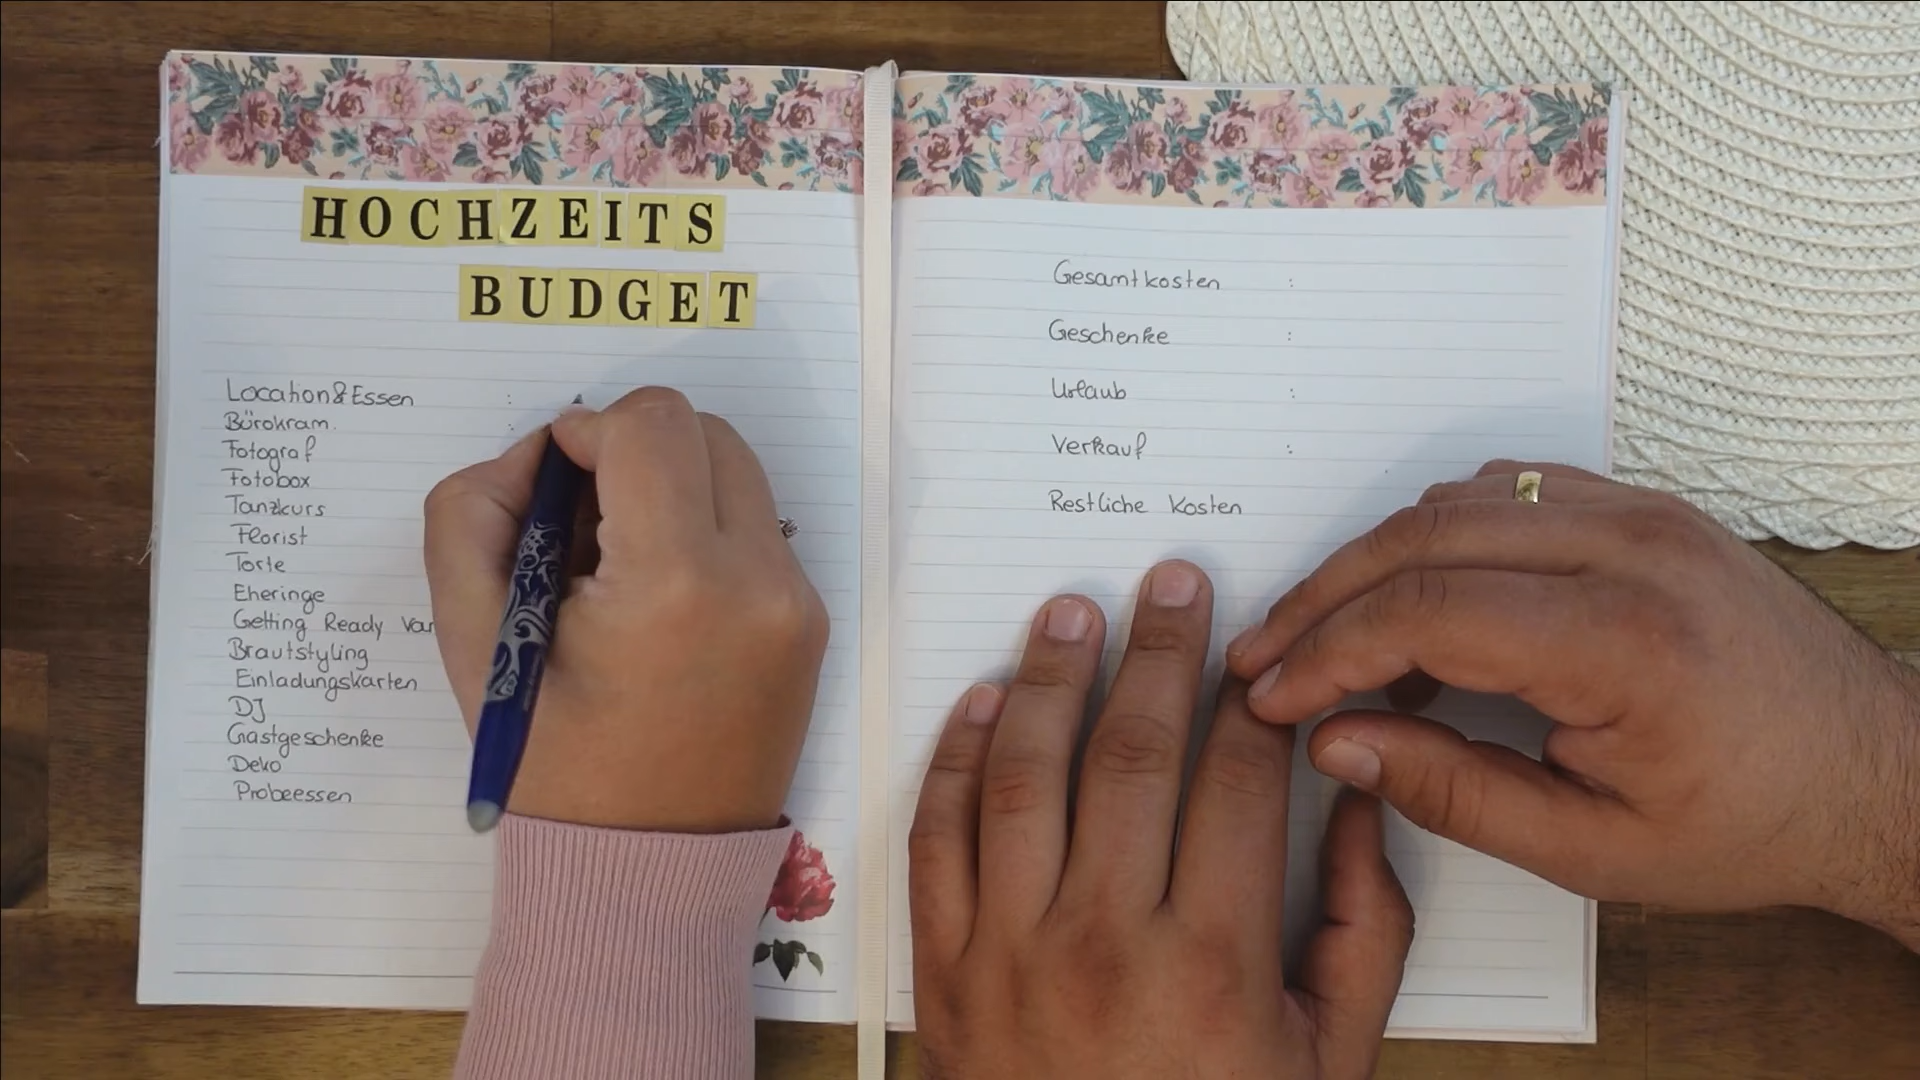 HOCHZEITS
BUDGET
Location&Essen :
Bürokram. :
Fotograf
Fotobox
Tanzkurs
Florist
Torte
Eheringe
Getting Ready
Brautstyling
Einladungskarten
DJ
Gastgeschenke
Deko
Probeessen
Gesamtkosten :
Geschenke :
Urlaub :
Verkauf :
Restliche Kosten